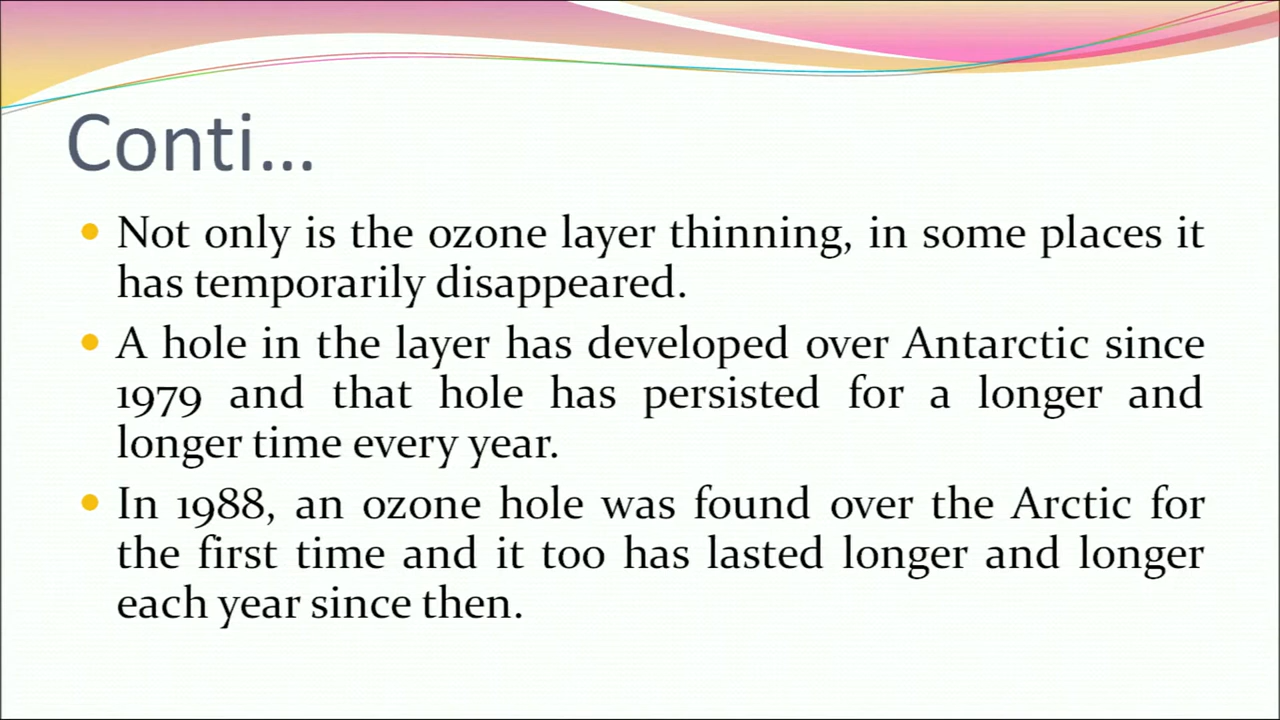 Conti...
• Not only is the ozone layer thinning, in some places it
has temporarily disappeared.
• A hole in the layer has developed over Antarctic since
1979 and that hole has persisted for a longer and
longer time every year.
• In 1988, an ozone hole was found over the Arctic for
the first time and it too has lasted longer and longer
each year since then.